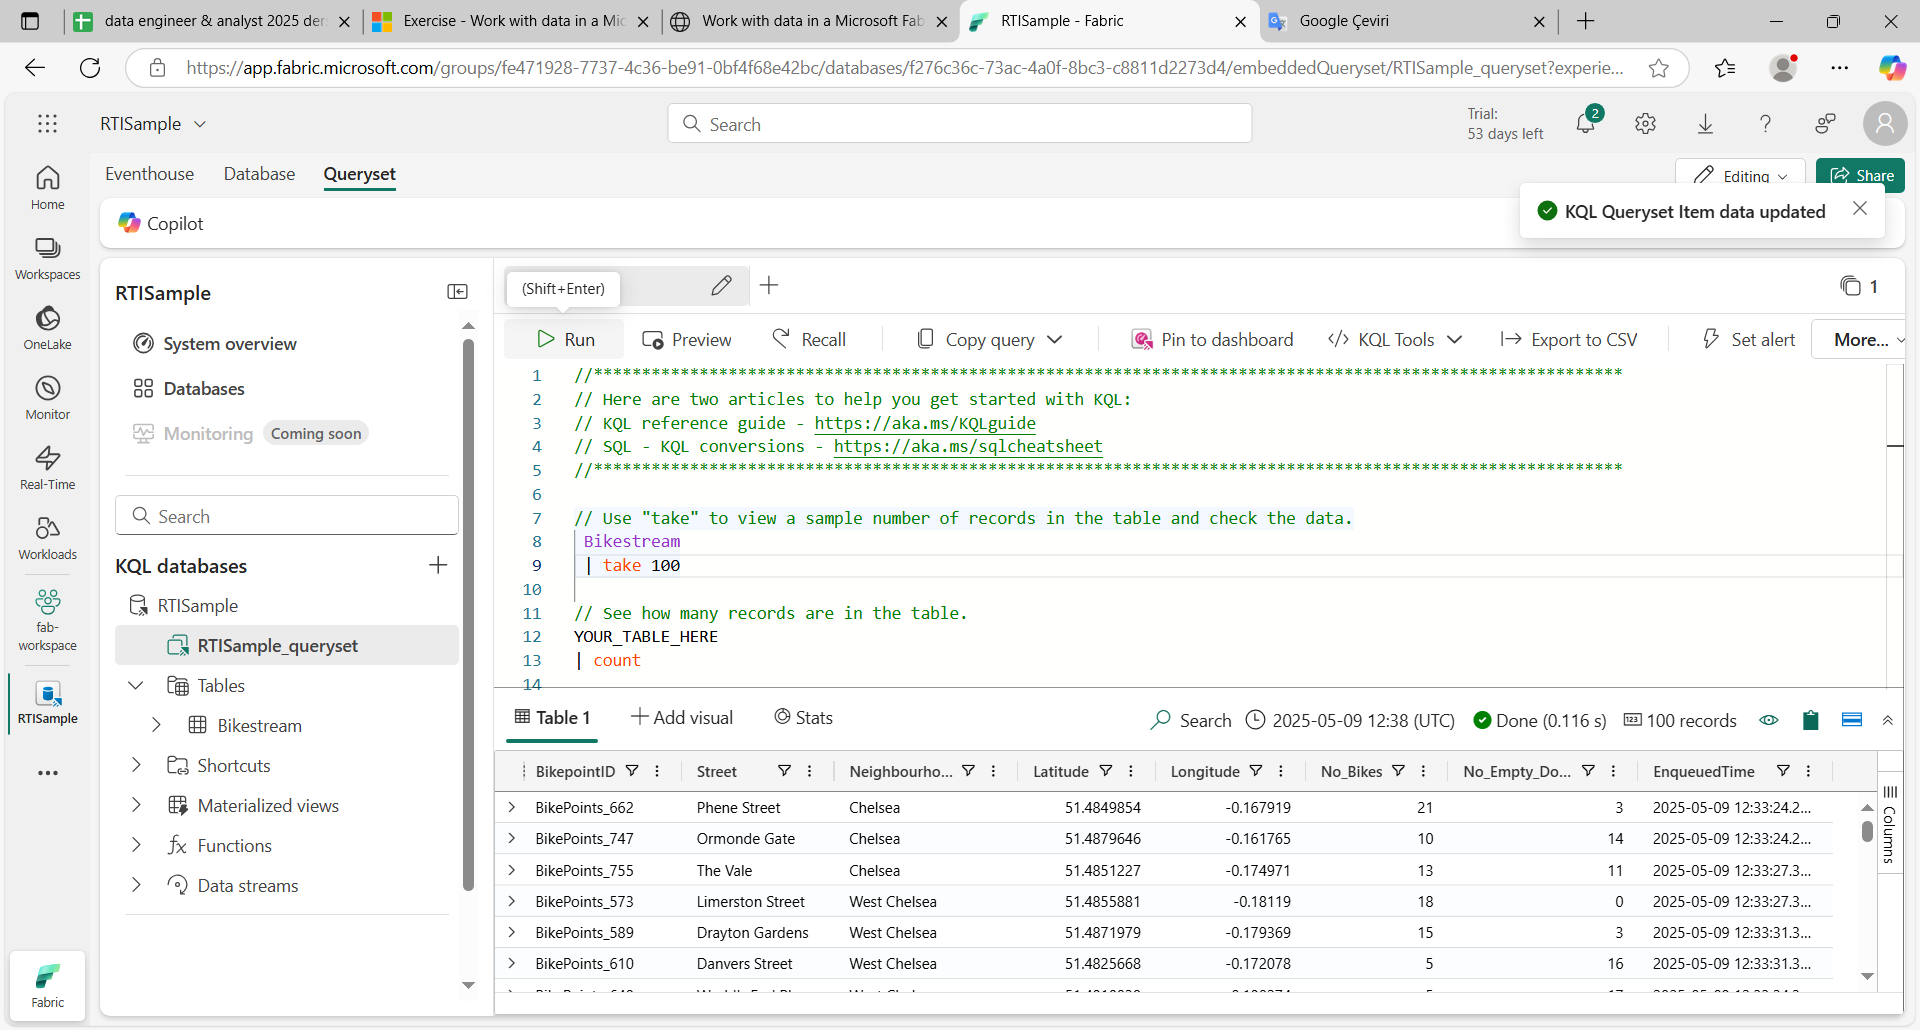 data engineer & analyst 2025 der
Exercise - Work with data in a Mic
Work with data in a Microsoft Fab
RTISample - Fabric
Google Çeviri
https://app.fabric.microsoft.com/groups/fe471928-7737-4c36-be91-0bf4f68e42bc/databases/f276c36c-73ac-4a0f-8bc3-c8811d2273d4/embeddedQueryset/RTISample_queryset?experie...
RTISample
Search
Trial:
53 days left
2
Home
Workspaces
OneLake
Monitor
Real-Time
Workloads
fab-
workspace
RTISample
Fabric
Eventhouse
Database
Queryset
Editing
Share
Copilot
KQL Queryset Item data updated
RTISample
System overview
Databases
Monitoring
Coming soon
Search
KQL databases
RTISample
RTISample_queryset
Tables
Bikestream
Shortcuts
Materialized views
Functions
Data streams
(Shift+Enter)
1
Run
Preview
Recall
Copy query
Pin to dashboard
KQL Tools
Export to CSV
Set alert
More...
1 //***********************************************************************************************************
2 // Here are two articles to help you get started with KQL:
3 // KQL reference guide - https://aka.ms/KQLguide
4 // SQL - KQL conversions - https://aka.ms/sqlcheatsheet
5 //***********************************************************************************************************
6
7 // Use "take" to view a sample number of records in the table and check the data.
8 Bikestream
9 | take 100
10
11 // See how many records are in the table.
12 YOUR_TABLE_HERE
13 | count
14
Table 1
Add visual
Stats
Search
2025-05-09 12:38 (UTC)
Done (0.116 s)
100 records
BikepointID Street Neighbourho... Latitude Longitude No_Bikes No_Empty_Do... EnqueuedTime
BikePoints_662 Phene Street Chelsea 51.4849854 -0.167919 21 3 2025-05-09 12:33:24.2...
BikePoints_747 Ormonde Gate Chelsea 51.4879646 -0.161765 10 14 2025-05-09 12:33:24.2...
BikePoints_755 The Vale Chelsea 51.4851227 -0.174971 13 11 2025-05-09 12:33:27.3...
BikePoints_573 Limerston Street West Chelsea 51.4855881 -0.18119 18 0 2025-05-09 12:33:27.3...
BikePoints_589 Drayton Gardens West Chelsea 51.4871979 -0.179369 15 3 2025-05-09 12:33:31.3...
BikePoints_610 Danvers Street West Chelsea 51.4825668 -0.172078 5 16 2025-05-09 12:33:31.3...
Columns